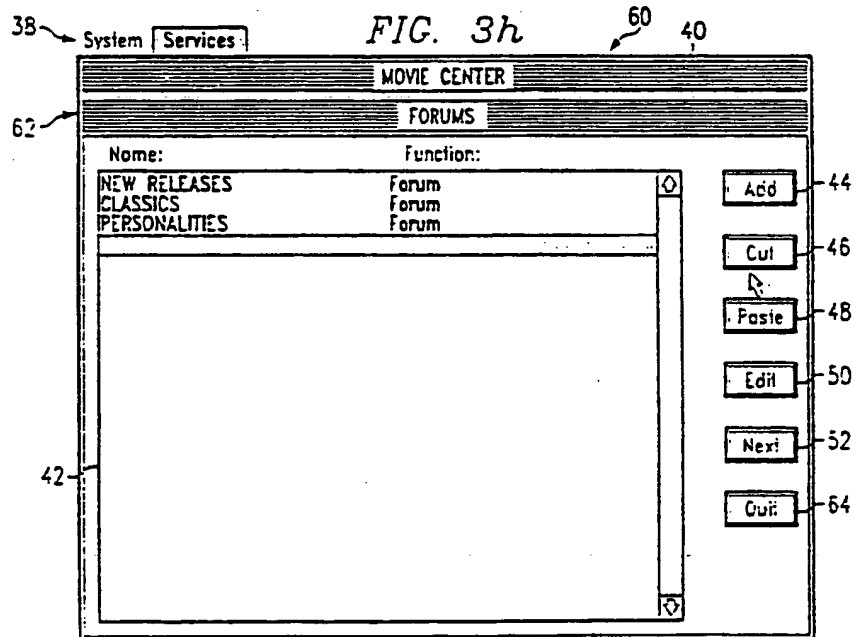 FIG. 3h
38
System Services
60
40
MOVIE CENTER
62
FORUMS
Name: Function:
NEW RELEASES Forum
CLASSICS Forum
PERSONALITIES Forum
Add 44
Cut 46
Paste 48
Edit 50
Next 52
Quit 64
42